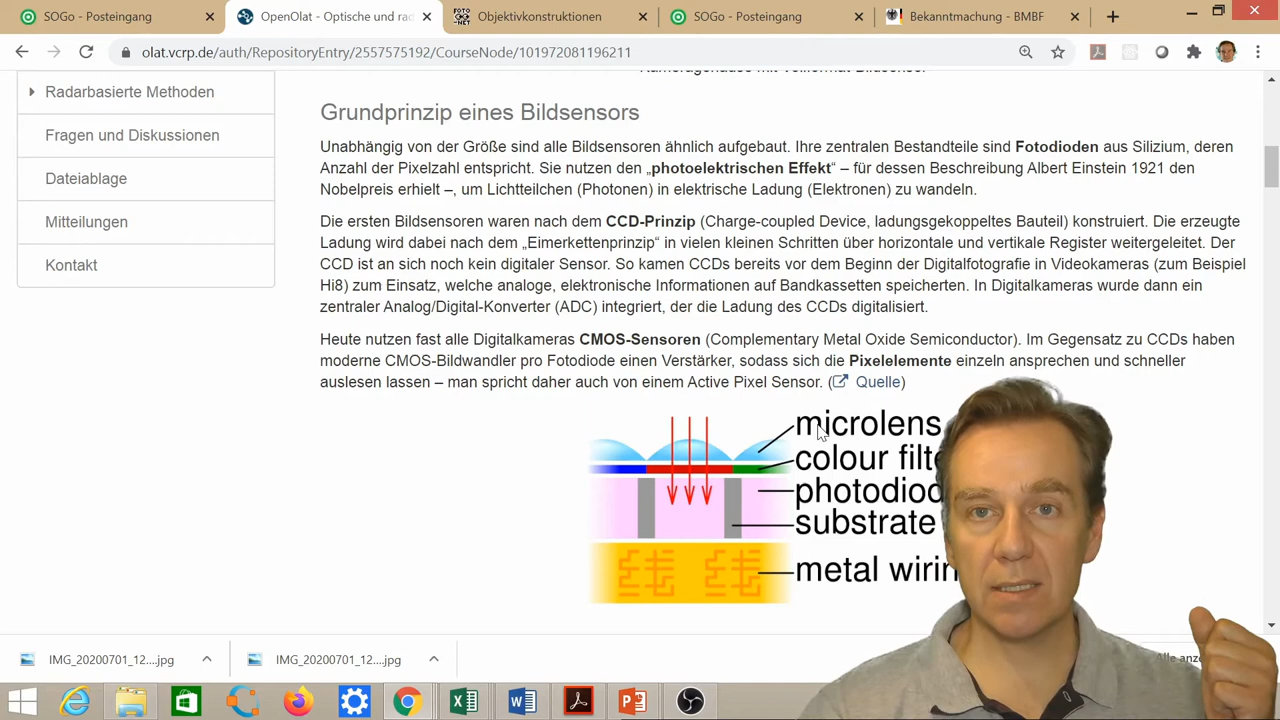 SOGo - Posteingang
OpenOlat - Optische und rad
Objektivkonstruktionen
SOGo - Posteingang
Bekanntmachung - BMBF
olat.vcrp.de/auth/RepositoryEntry/2557575192/CourseNode/101972081196211
Radarbasierte Methoden
Fragen und Diskussionen
Dateiablage
Mitteilungen
Kontakt
Grundprinzip eines Bildsensors
Unabhängig von der Größe sind alle Bildsensoren ähnlich aufgebaut. Ihre zentralen Bestandteile sind Fotodioden aus Silizium, deren
Anzahl der Pixelzahl entspricht. Sie nutzen den „photoelektrischen Effekt“ – für dessen Beschreibung Albert Einstein 1921 den
Nobelpreis erhielt –, um Lichtteilchen (Photonen) in elektrische Ladung (Elektronen) zu wandeln.
Die ersten Bildsensoren waren nach dem CCD-Prinzip (Charge-coupled Device, ladungsgekoppeltes Bauteil) konstruiert. Die erzeugte
Ladung wird dabei nach dem „Eimerkettenprinzip“ in vielen kleinen Schritten über horizontale und vertikale Register weitergeleitet. Der
CCD ist an sich noch kein digitaler Sensor. So kamen CCDs bereits vor dem Beginn der Digitalfotografie in Videokameras (zum Beispiel
Hi8) zum Einsatz, welche analoge, elektronische Informationen auf Bandkassetten speicherten. In Digitalkameras wurde dann ein
zentraler Analog/Digital-Konverter (ADC) integriert, der die Ladung des CCDs digitalisiert.
Heute nutzen fast alle Digitalkameras CMOS-Sensoren (Complementary Metal Oxide Semiconductor). Im Gegensatz zu CCDs haben
moderne CMOS-Bildwandler pro Fotodiode einen Verstärker, sodass sich die Pixelelemente einzeln ansprechen und schneller
auslesen lassen – man spricht daher auch von einem Active Pixel Sensor. (Quelle)
microlens
colour filte
photodiod
substrate
metal wirin
IMG_20200701_12....jpg
IMG_20200701_12....jpg
Alle anze